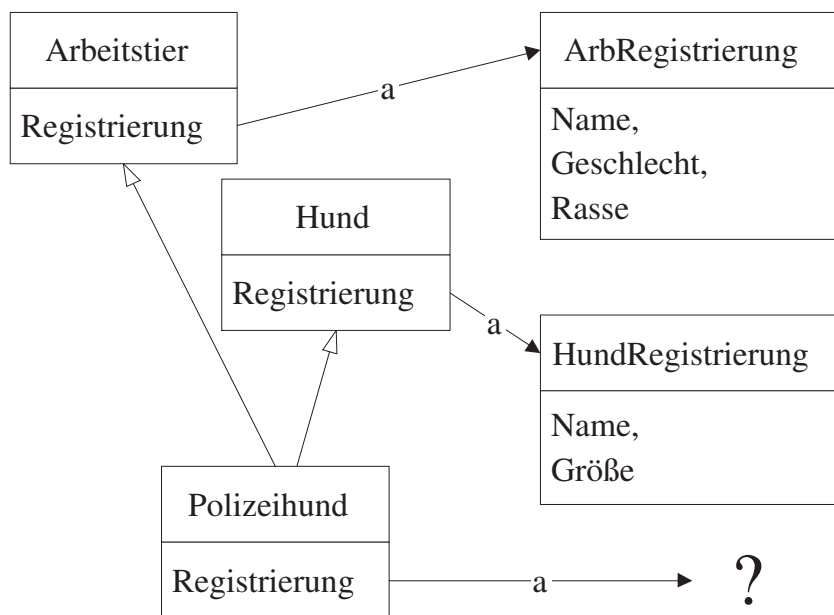 Arbeitstier
Registrierung
a
ArbRegistrierung
Name,
Geschlecht,
Rasse
Hund
Registrierung
a
HundRegistrierung
Name,
Größe
Polizeihund
Registrierung
a
?